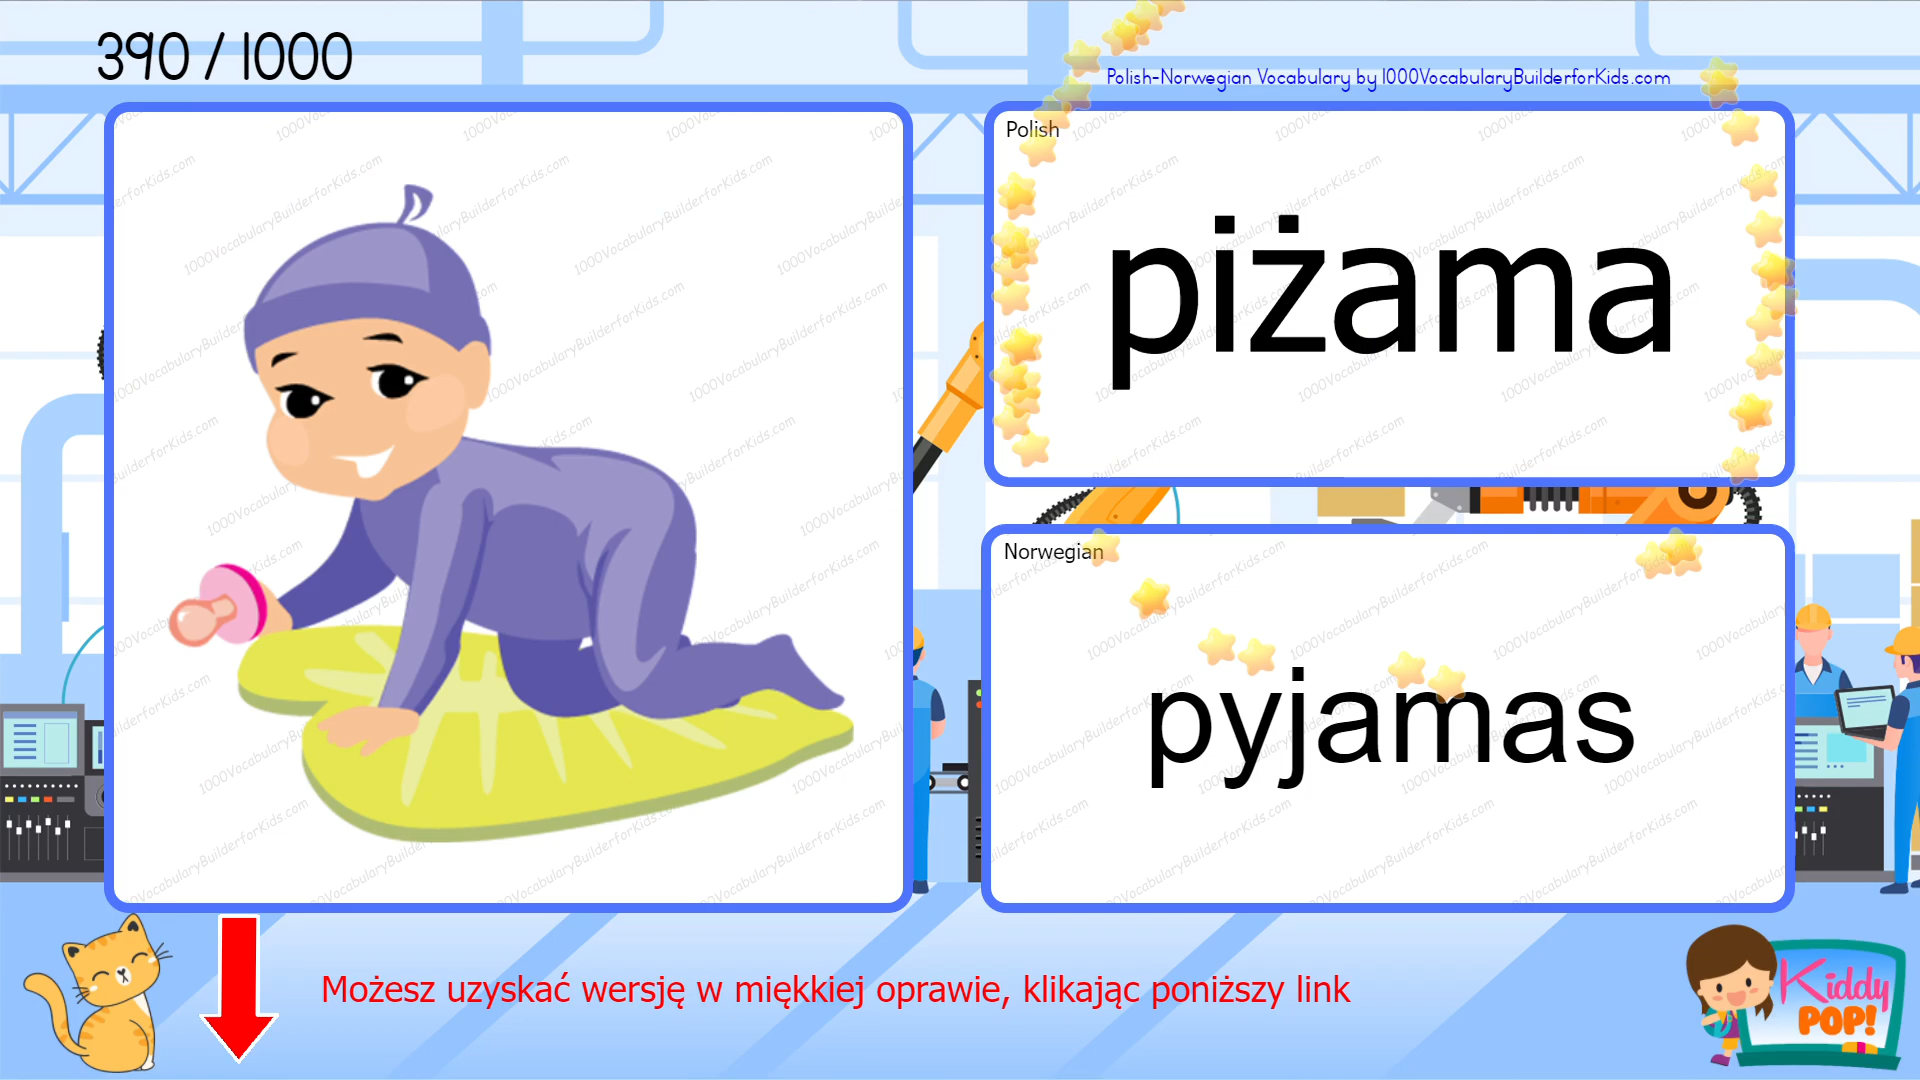 390 / 1000
Polish-Norwegian Vocabulary by 1000VocabularyBuilderforKids.com
Polish
piżama
Norwegian
pyjamas
Możesz uzyskać wersję w miękkiej oprawie, klikając poniższy link
Kiddy
POP!